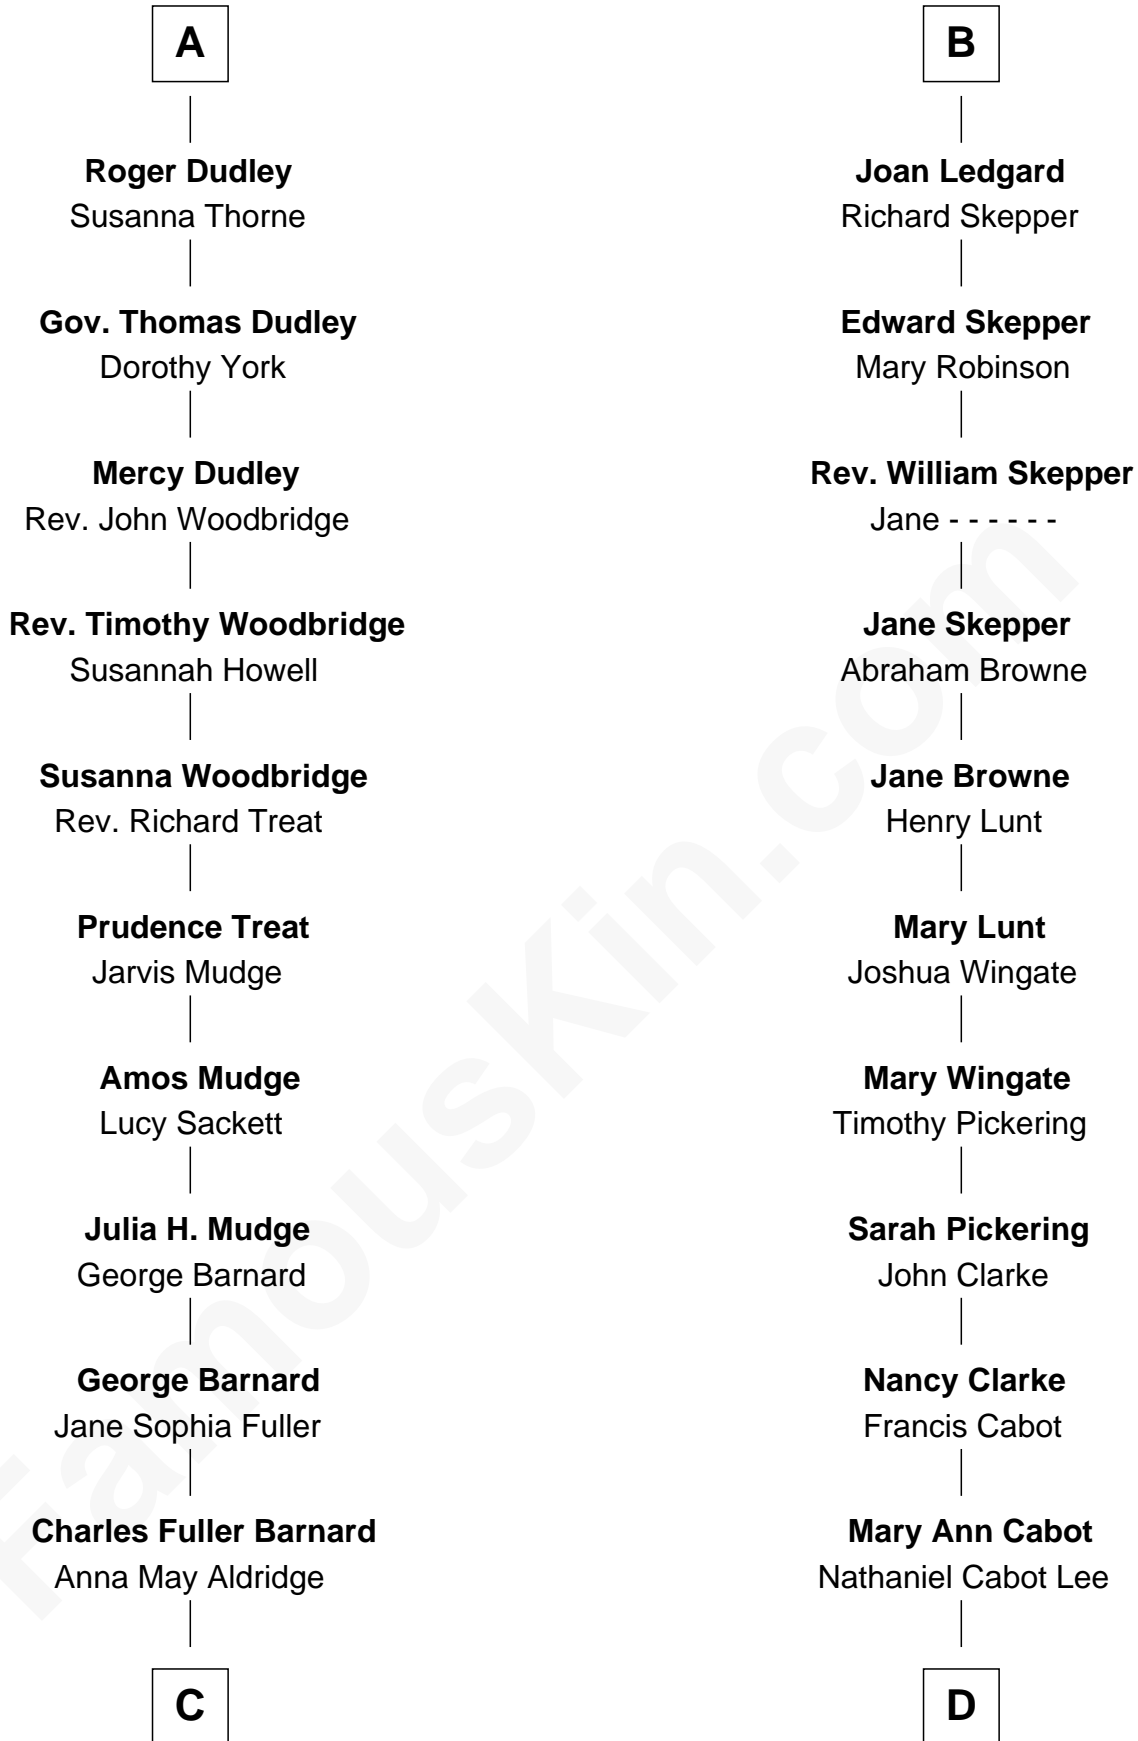 A
Roger Dudley
Susanna Thorne
Gov. Thomas Dudley
Dorothy York
Mercy Dudley
Rev. John Woodbridge
Rev. Timothy Woodbridge
Susannah Howell
Susanna Woodbridge
Rev. Richard Treat
Prudence Treat
Jarvis Mudge
Amos Mudge
Lucy Sackett
Julia H. Mudge
George Barnard
George Barnard
Jane Sophia Fuller
Charles Fuller Barnard
Anna May Aldridge
C
B
Joan Ledgard
Richard Skepper
Edward Skepper
Mary Robinson
Rev. William Skepper
Jane - - - - - -
Jane Skepper
Abraham Browne
Jane Browne
Henry Lunt
Mary Lunt
Joshua Wingate
Mary Wingate
Timothy Pickering
Sarah Pickering
John Clarke
Nancy Clarke
Francis Cabot
Mary Ann Cabot
Nathaniel Cabot Lee
D
FamousKin.com